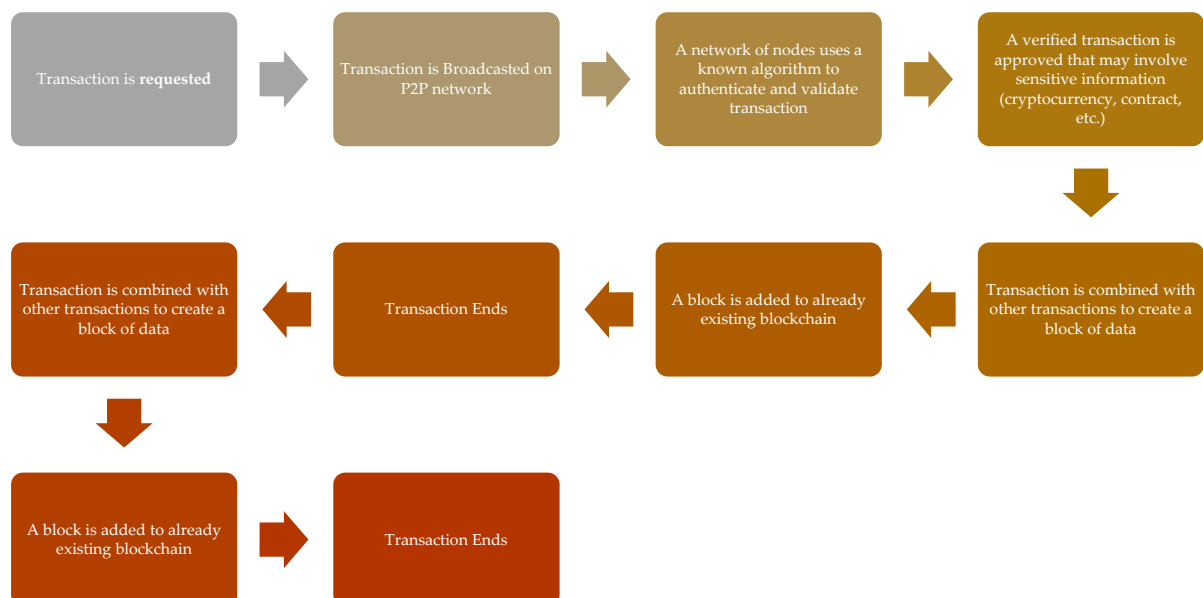 Transaction is requested
Transaction is Broadcasted on
P2P network
A network of nodes uses a
known algorithm to
authenticate and validate
transaction
A verified transaction is
approved that may involve
sensitive information
(cryptocurrency, contract,
etc.)
Transaction is combined with
other transactions to create a
block of data
A block is added to already
existing blockchain
Transaction Ends
Transaction is combined with
other transactions to create a
block of data
A block is added to already
existing blockchain
Transaction Ends